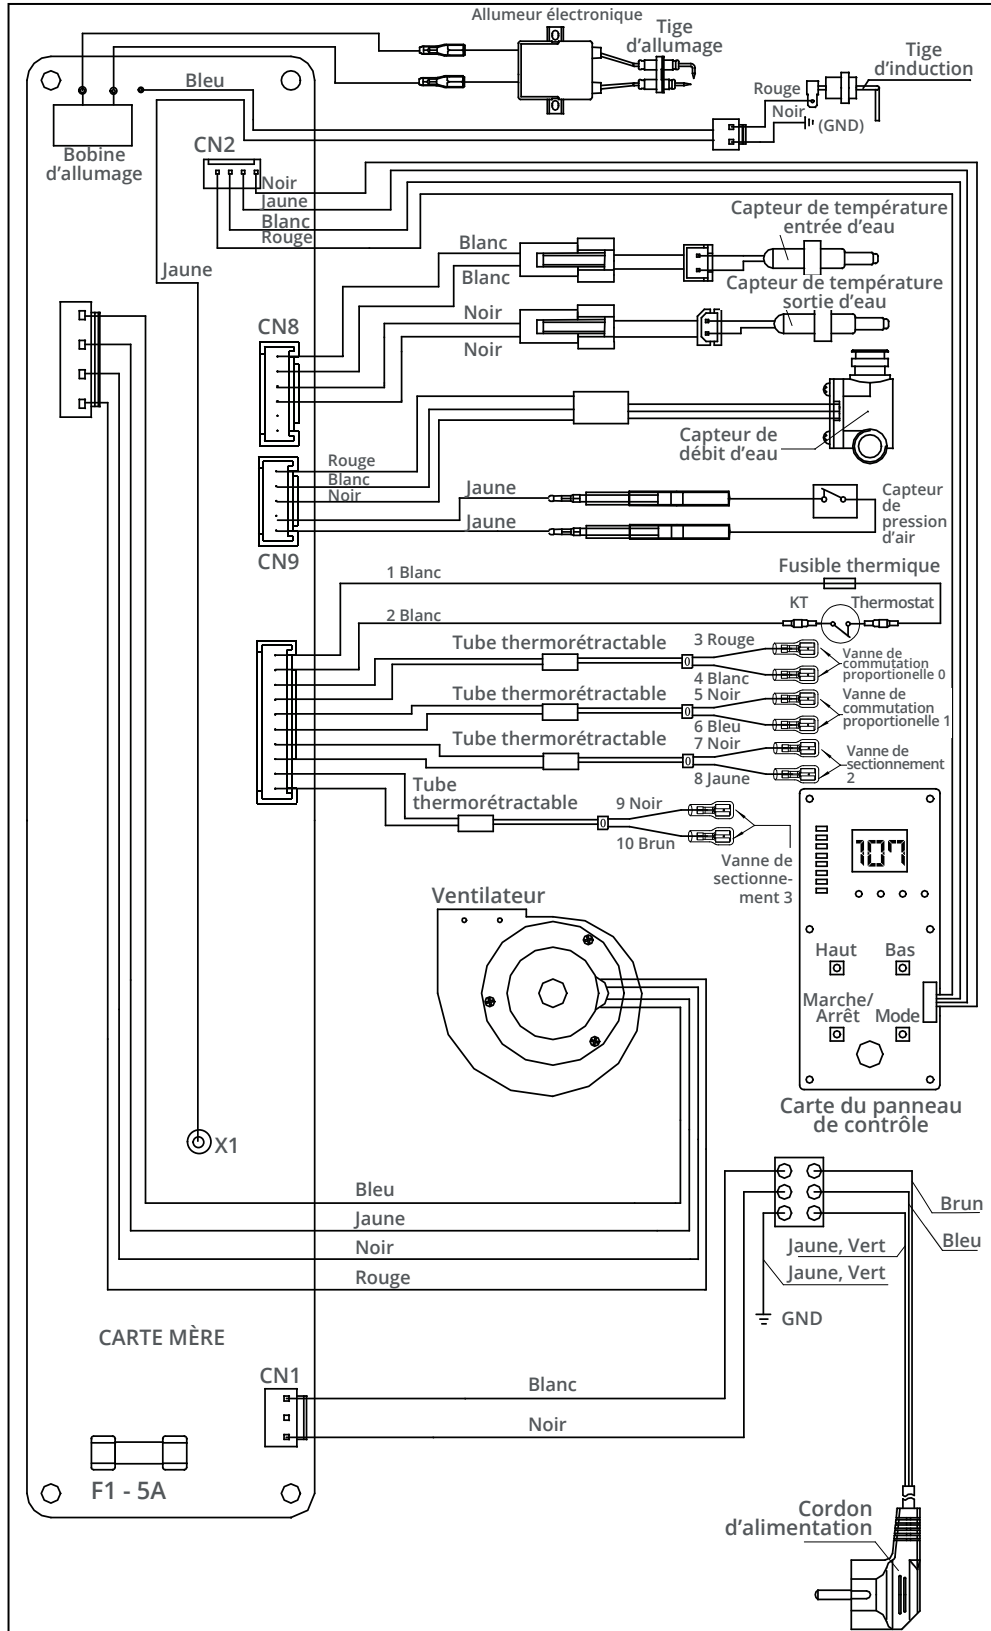 Allumeur électronique
Tige
d'allumage
Tige
d'induction
Bleu
Rouge
Noir
(GND)
Bobine
d'allumage
CN2
Noir
Jaune
Blanc
Rouge
Jaune
Capteur de température
entrée d'eau
Blanc
Blanc
Capteur de température
sortie d'eau
CN8
Noir
Noir
Capteur de
débit d'eau
Rouge
Blanc
Noir
Jaune
Jaune
Capteur
de
pression
d'air
CN9
1 Blanc
Fusible thermique
2 Blanc
KT
Thermostat
Tube thermorétractable
3 Rouge
4 Blanc
Vanne de
commutation
proportionelle 0
Tube thermorétractable
5 Noir
6 Bleu
Vanne de
commutation
proportionelle 1
Tube thermorétractable
7 Noir
8 Jaune
Vanne de
sectionnement
2
Tube
thermorétractable
9 Noir
10 Brun
Vanne de
sectionne-
ment 3
0
0
0
0
107
Haut
Bas
Marche/
Arrêt
Mode
Carte du panneau
de contrôle
Ventilateur
X1
Bleu
Jaune
Noir
Rouge
Brun
Bleu
Jaune, Vert
Jaune, Vert
GND
CARTE MÈRE
CN1
Blanc
Noir
F1 - 5A
Cordon
d'alimentation